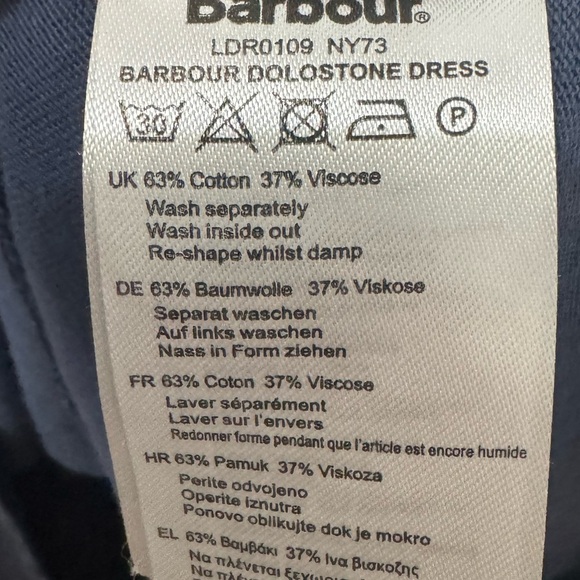 Barbour®
LDR0109 NY73
BARBOUR DOLOSTONE DRESS
30 P
UK 63% Cotton 37% Viscose
Wash separately
Wash inside out
Re-shape whilst damp
DE 63% Baumwolle 37% Viskose
Separat waschen
Auf links waschen
Nass in Form ziehen
FR 63% Coton 37% Viscose
Laver séparément
Laver sur l'envers
Redonner forme pendant que l'article est encore humide
HR 63% Pamuk 37% Viskoza
Perite odvojeno
Operite iznutra
Ponovo oblikujte dok je mokro
EL 63% Βαμβάκι 37% Ινα βισκοζης
Να πλένεται
Να